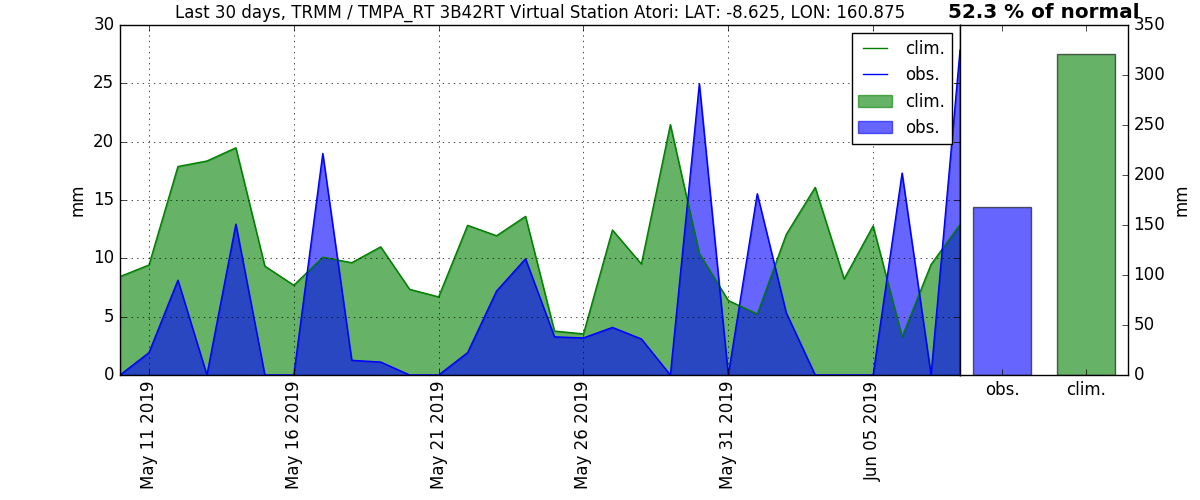 Last 30 days, TRMM / TMPA_RT 3B42RT Virtual Station Atori: LAT: -8.625, LON: 160.875
52.3 % of normal
30
25
20
15
10
5
0
mm
clim.
obs.
clim.
obs.
350
300
250
200
150
100
50
0
mm
May 11 2019
May 16 2019
May 21 2019
May 26 2019
May 31 2019
Jun 05 2019
obs.
clim.